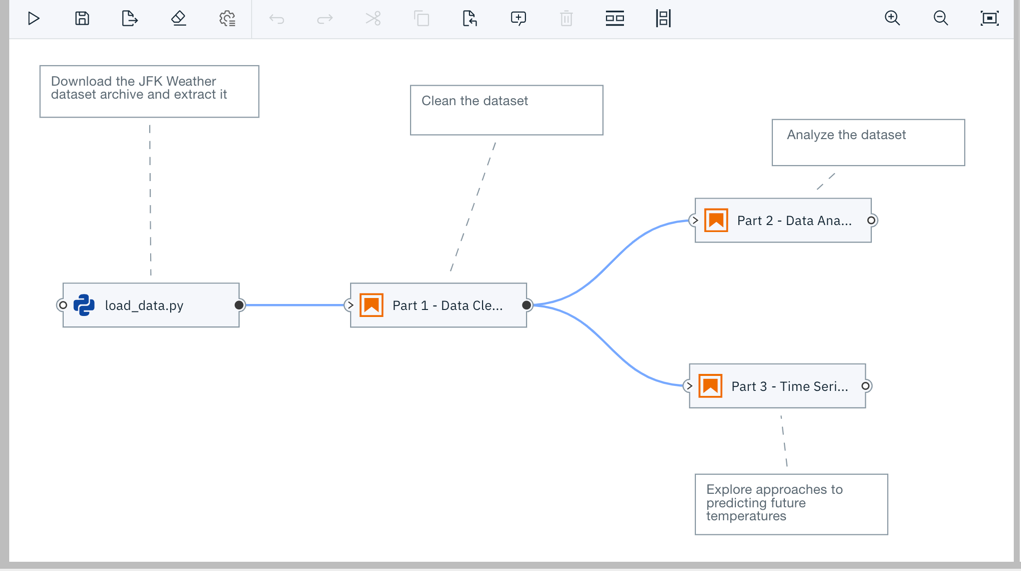 Download the JFK Weather
dataset archive and extract it
Clean the dataset
Analyze the dataset
Part 2 - Data Ana...
load_data.py
Part 1 - Data Cle...
Part 3 - Time Seri...
Explore approaches to
predicting future
temperatures